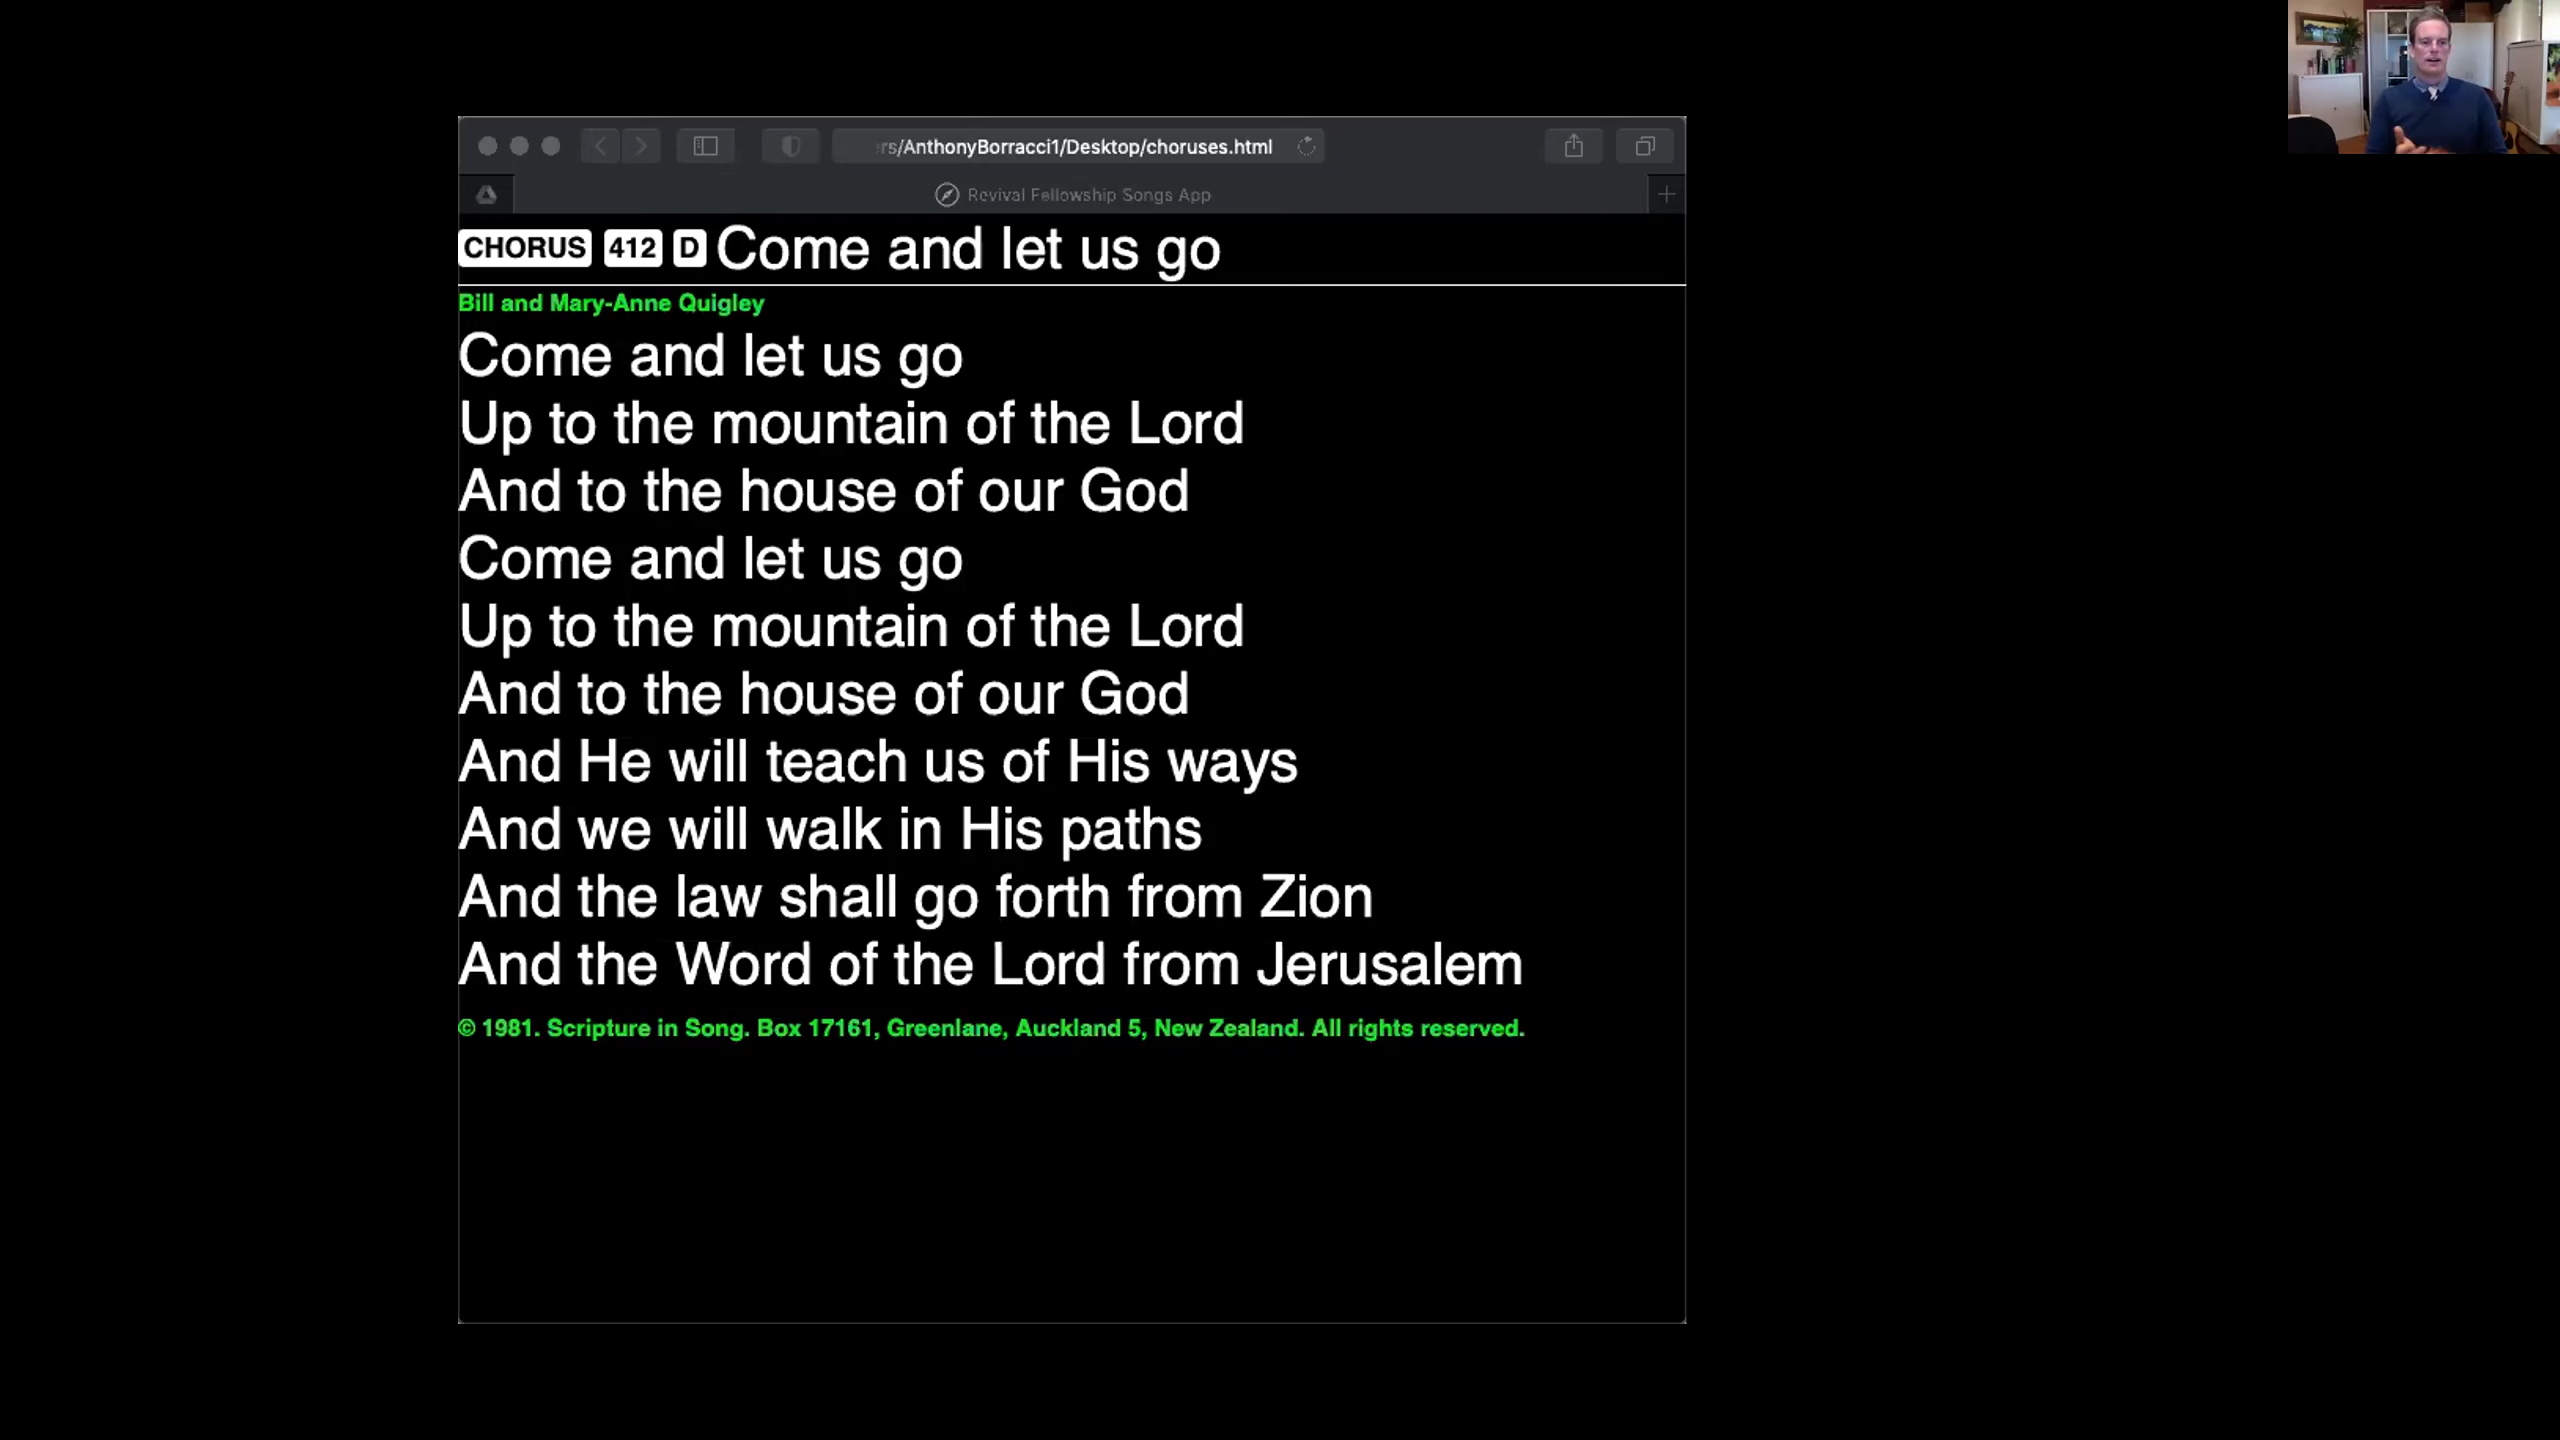 rs/AnthonyBorracci1/Desktop/choruses.html
Revival Fellowship Songs App
CHORUS 412 D Come and let us go
Bill and Mary-Anne Quigley
Come and let us go
Up to the mountain of the Lord
And to the house of our God
Come and let us go
Up to the mountain of the Lord
And to the house of our God
And He will teach us of His ways
And we will walk in His paths
And the law shall go forth from Zion
And the Word of the Lord from Jerusalem
© 1981. Scripture in Song. Box 17161, Greenlane, Auckland 5, New Zealand. All rights reserved.